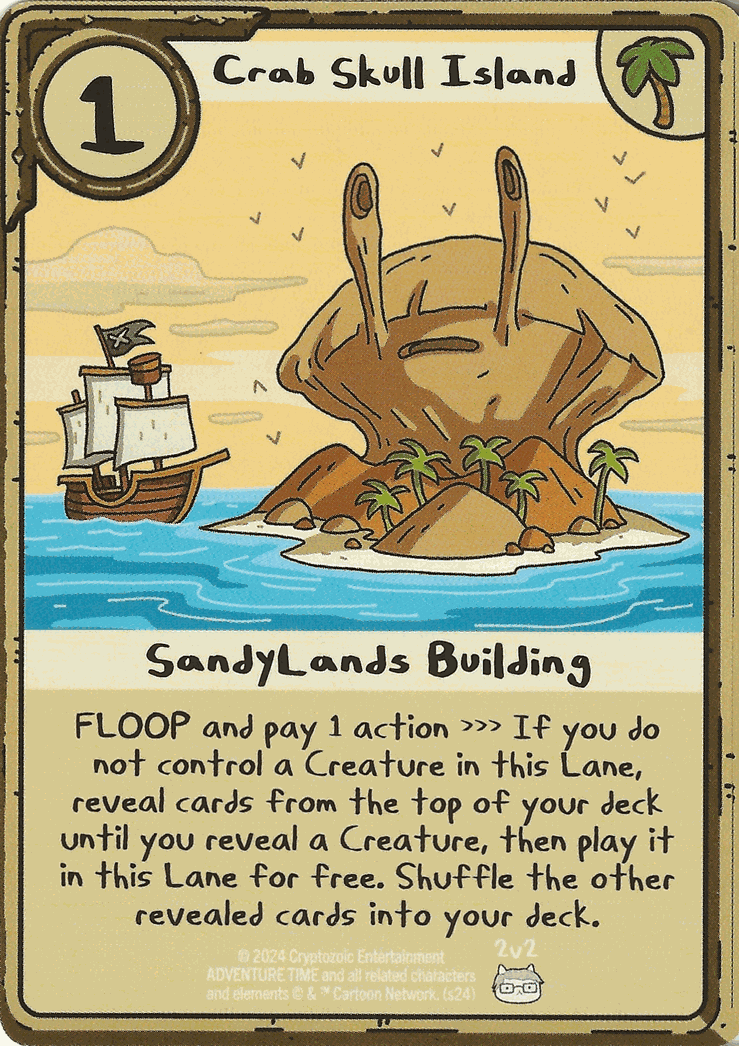 1
Crab Skull Island
SandyLands Building
FLOOP and pay 1 action >>> If you do
not control a Creature in this Lane,
reveal cards from the top of your deck
until you reveal a Creature, then play it
in this Lane for free. Shuffle the other
revealed cards into your deck.
© 2024 Cryptozoic Entertainment
ADVENTURE TIME and all related characters
and elements © & ™ Cartoon Network. (s24)
2v2